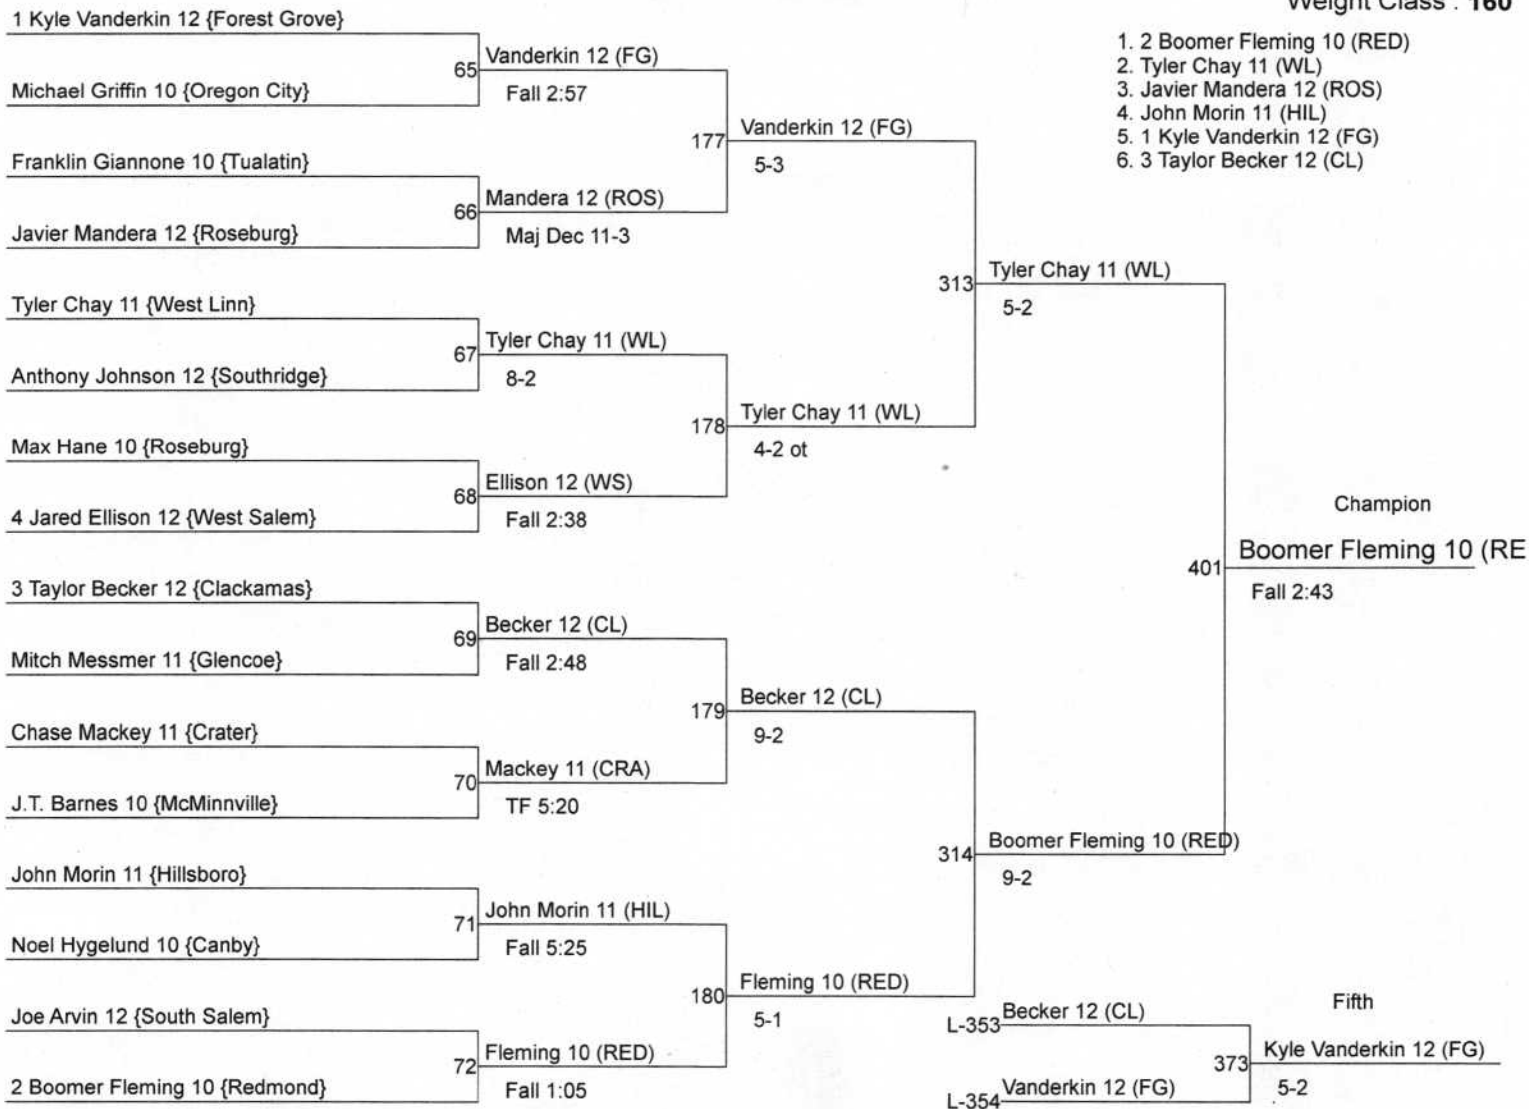 Weight Class : 160
1. 2 Boomer Fleming 10 (RED)
2. Tyler Chay 11 (WL)
3. Javier Mandera 12 (ROS)
4. John Morin 11 (HIL)
5. 1 Kyle Vanderkin 12 (FG)
6. 3 Taylor Becker 12 (CL)
1 Kyle Vanderkin 12 {Forest Grove}
Michael Griffin 10 {Oregon City}
Franklin Giannone 10 {Tualatin}
Javier Mandera 12 {Roseburg}
Tyler Chay 11 {West Linn}
Anthony Johnson 12 {Southridge}
Max Hane 10 {Roseburg}
4 Jared Ellison 12 {West Salem}
3 Taylor Becker 12 {Clackamas}
Mitch Messmer 11 {Glencoe}
Chase Mackey 11 {Crater}
J.T. Barnes 10 {McMinnville}
John Morin 11 {Hillsboro}
Noel Hygelund 10 {Canby}
Joe Arvin 12 {South Salem}
2 Boomer Fleming 10 {Redmond}
65 Vanderkin 12 (FG)
Fall 2:57
66 Mandera 12 (ROS)
Maj Dec 11-3
67 Tyler Chay 11 (WL)
8-2
68 Ellison 12 (WS)
Fall 2:38
69 Becker 12 (CL)
Fall 2:48
70 Mackey 11 (CRA)
TF 5:20
71 John Morin 11 (HIL)
Fall 5:25
72 Fleming 10 (RED)
Fall 1:05
177 Vanderkin 12 (FG)
5-3
178 Tyler Chay 11 (WL)
4-2 ot
179 Becker 12 (CL)
9-2
180 Fleming 10 (RED)
5-1
313 Tyler Chay 11 (WL)
5-2
314 Boomer Fleming 10 (RED)
9-2
Champion
401 Boomer Fleming 10 (RE
Fall 2:43
Fifth
L-353 Becker 12 (CL)
L-354 Vanderkin 12 (FG)
373 Kyle Vanderkin 12 (FG)
5-2